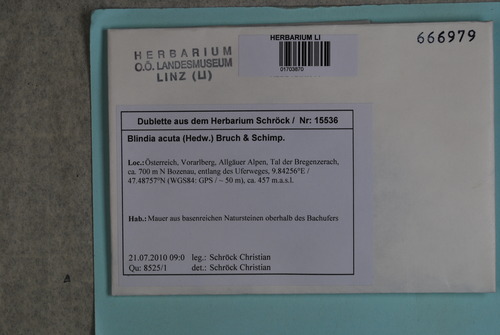 HERBARIUM
O.Ö. LANDESMUSEUM
LINZ (LI)
HERBARIUM LI
01703870
666979
Dublette aus dem Herbarium Schröck / Nr: 15536
Blindia acuta (Hedw.) Bruch & Schimp.
Loc.:Österreich, Vorarlberg, Allgäuer Alpen, Tal der Bregenzerach,
ca. 700 m N Bozenau, entlang des Uferweges, 9.84256°E /
47.48757°N (WGS84: GPS / ~ 50 m), ca. 457 m.a.s.l.
Hab.: Mauer aus basenreichen Natursteinen oberhalb des Bachufers
21.07.2010 09:0 leg.: Schröck Christian
Qu: 8525/1 det.: Schröck Christian